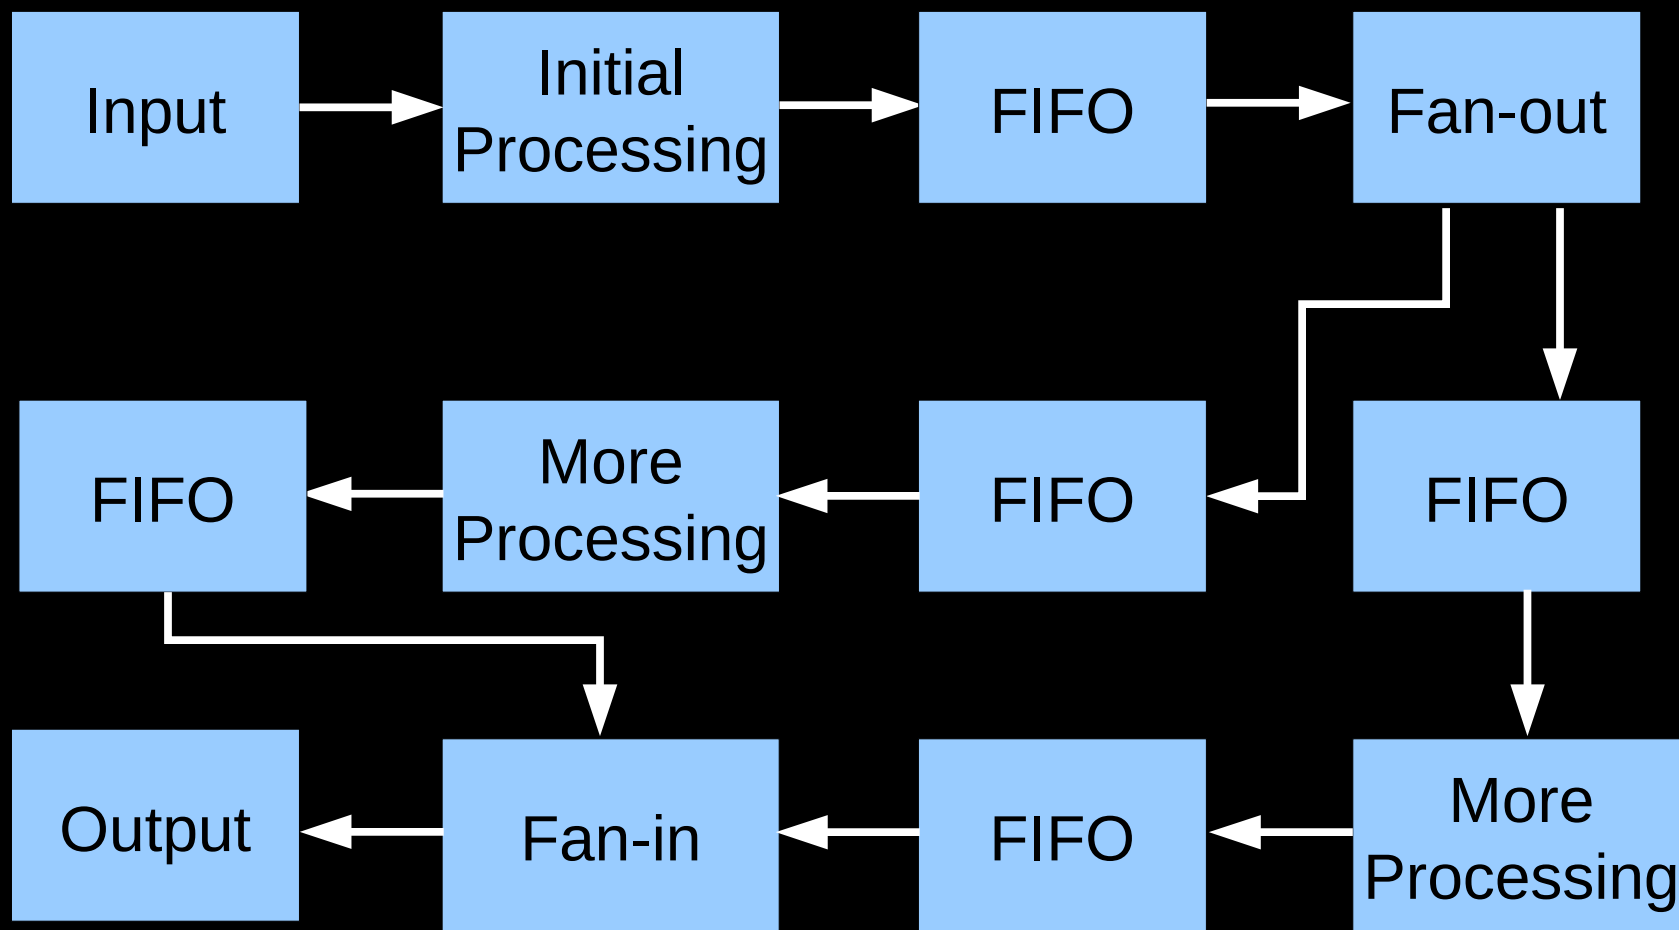 Input
Initial
Processing
FIFO
Fan-out
FIFO
More
Processing
FIFO
FIFO
Output
Fan-in
FIFO
More
Processing